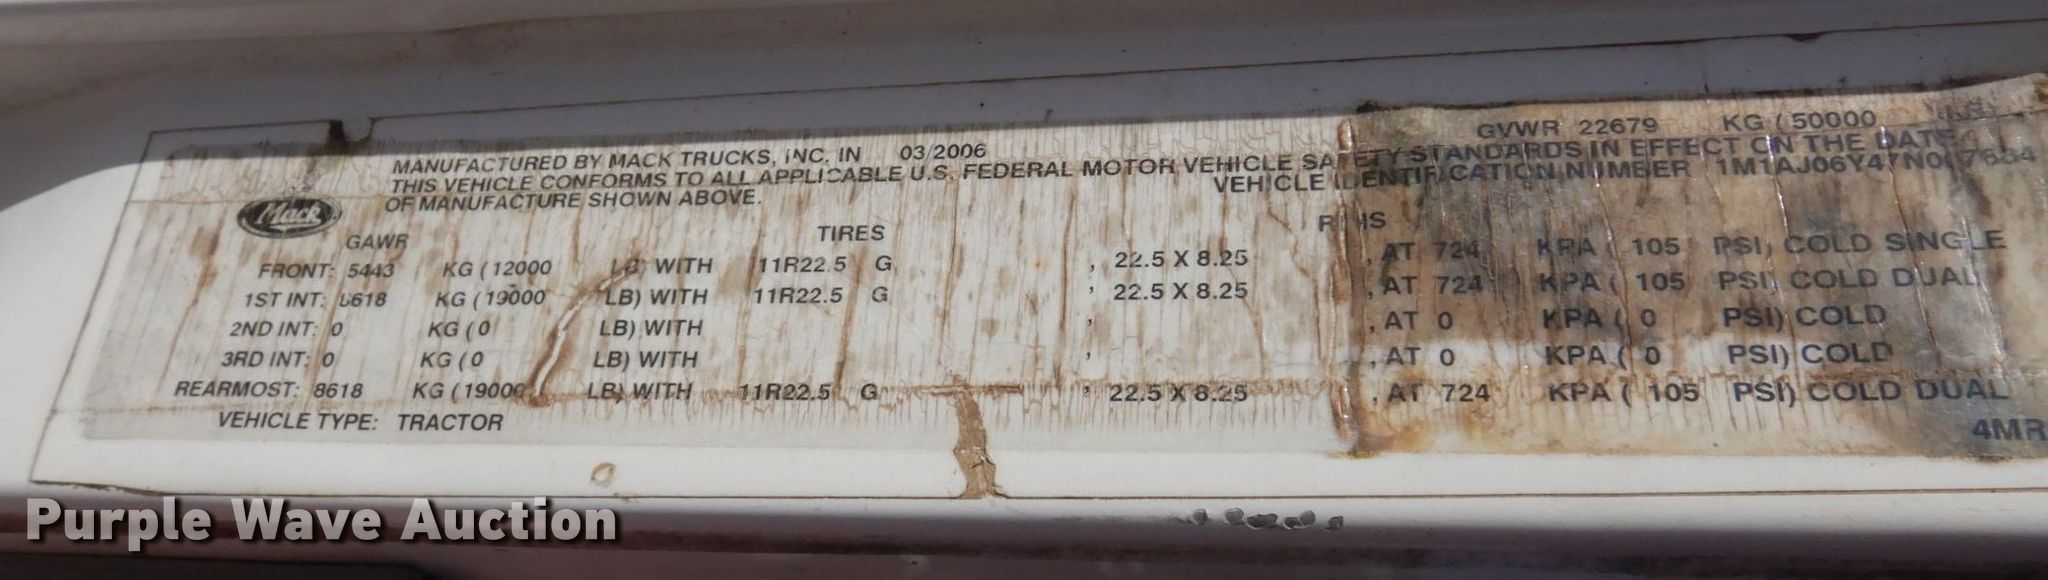 GVWR 22679 KG ( 50000
MANUFACTURED BY MACK TRUCKS, INC. IN 03/2006
THIS VEHICLE CONFORMS TO ALL APPLICABLE U.S. FEDERAL MOTOR VEHICLE SAFETY STANDARDS IN EFFECT ON THE DATE
OF MANUFACTURE SHOWN ABOVE. VEHICLE IDENTIFICATION NUMBER
Mack
GAWR TIRES RIMS
FRONT: 5443 KG ( 12000 LB) WITH 11R22.5 G , 22.5 X 8.25 , AT 724 KPA ( 105 PSI) COLD SINGLE
1ST INT: 8618 KG ( 19000 LB) WITH 11R22.5 G , 22.5 X 8.25 , AT 724 KPA ( 105 PSI) COLD DUAL
2ND INT: 0 KG ( 0 LB) WITH , , AT 0 KPA ( 0 PSI) COLD
3RD INT: 0 KG ( 0 LB) WITH , , AT 0 KPA ( 0 PSI) COLD
REARMOST: 8618 KG ( 19000 LB) WITH 11R22.5 G , 22.5 X 8.25 , AT 724 KPA ( 105 PSI) COLD DUAL
VEHICLE TYPE: TRACTOR
4MR
Purple Wave Auction